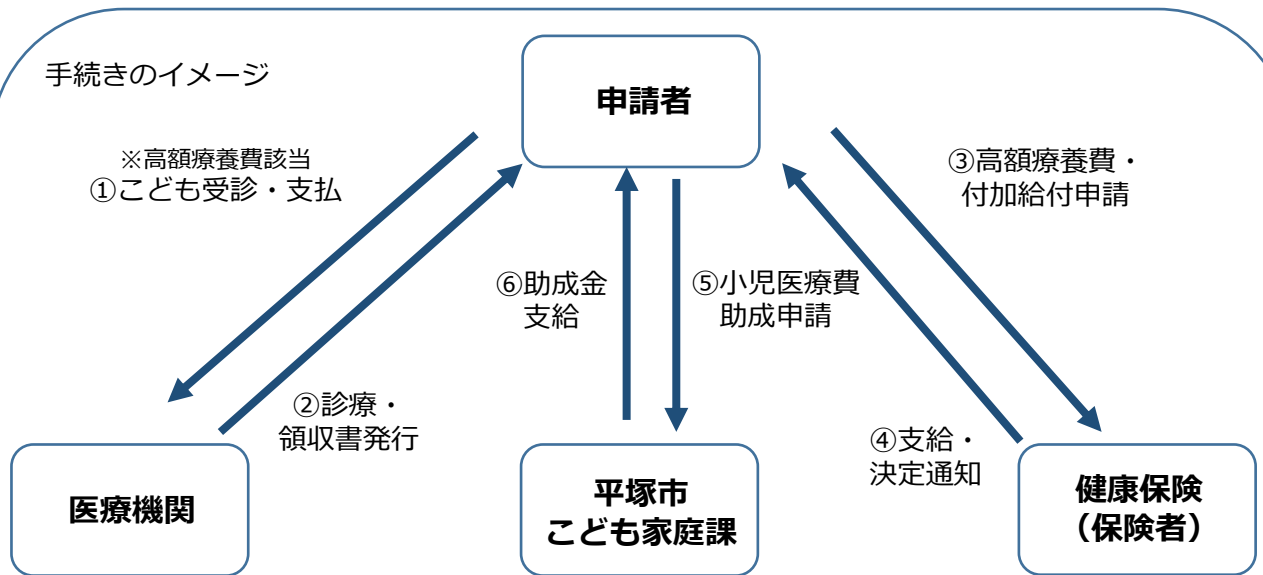 手続きのイメージ
申請者
※高額療養費該当
①こども受診・支払
②診療・
領収書発行
③高額療養費・
付加給付申請
④支給・
決定通知
⑤小児医療費
助成申請
⑥助成金
支給
医療機関
平塚市
こども家庭課
健康保険
（保険者）